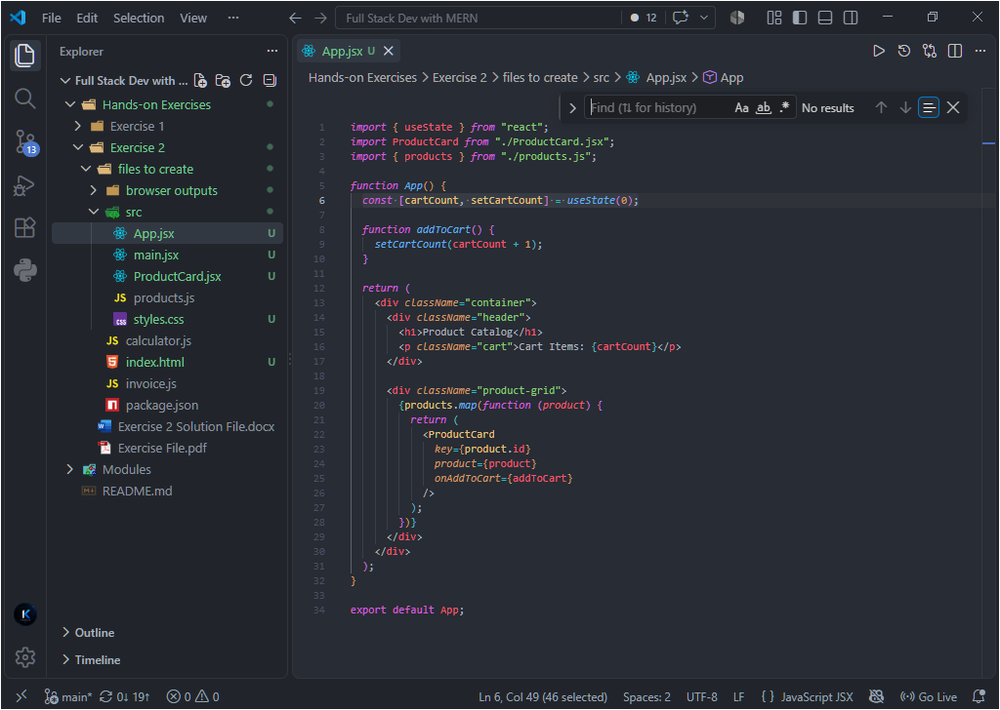 File Edit Selection View ··· Full Stack Dev with MERN 12
Explorer ···
Full Stack Dev with ...
Hands-on Exercises
Exercise 1
Exercise 2
files to create
browser outputs
src
App.jsx U
main.jsx U
ProductCard.jsx U
JS products.js
css styles.css U
JS calculator.js
5 index.html U
JS invoice.js
package.json
W Exercise 2 Solution File.docx
Exercise File.pdf
Modules
M README.md
Outline
Timeline
13
K
App.jsx U
Hands-on Exercises > Exercise 2 > files to create > src > App.jsx > App
Find (⇅ for history) Aa ab .* No results
1 import { useState } from "react";
2 import ProductCard from "./ProductCard.jsx";
3 import { products } from "./products.js";
4
5 function App() {
6 const·[cartCount,·setCartCount]·=·useState(0);
7
8 function addToCart() {
9 setCartCount(cartCount + 1);
10 }
11
12 return (
13 <div className="container">
14 <div className="header">
15 <h1>Product Catalog</h1>
16 <p className="cart">Cart Items: {cartCount}</p>
17 </div>
18
19 <div className="product-grid">
20 {products.map(function (product) {
21 return (
22 <ProductCard
23 key={product.id}
24 product={product}
25 onAddToCart={addToCart}
26 />
27 );
28 })}
29 </div>
30 </div>
31 );
32 }
33
34 export default App;
main* 0↓ 19↑ 0 0 Ln 6, Col 49 (46 selected) Spaces: 2 UTF-8 LF { } JavaScript JSX Go Live